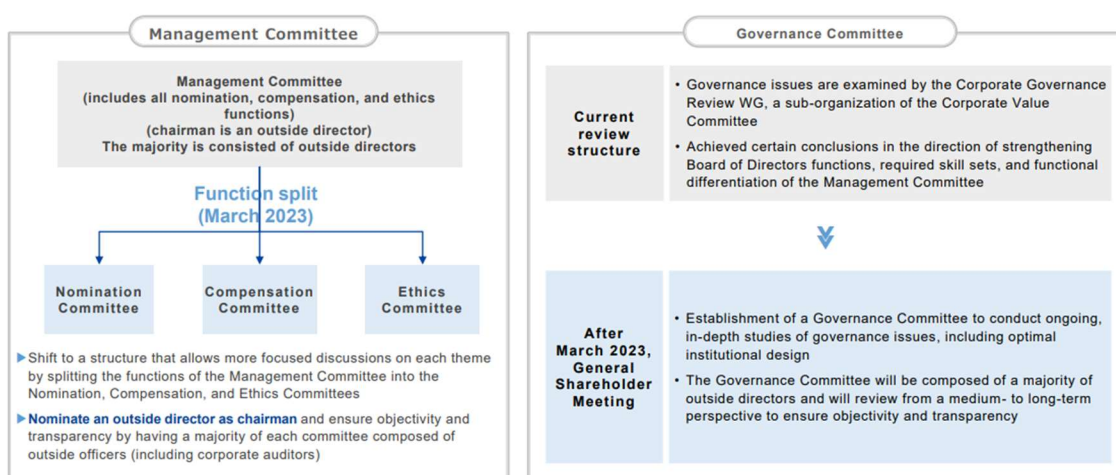 Management Committee
Management Committee
(includes all nomination, compensation, and ethics
functions)
(chairman is an outside director)
The majority is consisted of outside directors
Function split
(March 2023)
Nomination
Committee
Compensation
Committee
Ethics
Committee
▶Shift to a structure that allows more focused discussions on each theme
by splitting the functions of the Management Committee into the
Nomination, Compensation, and Ethics Committees
▶Nominate an outside director as chairman and ensure objectivity and
transparency by having a majority of each committee composed of
outside officers (including corporate auditors)
Governance Committee
Current
review
structure
• Governance issues are examined by the Corporate Governance
Review WG, a sub-organization of the Corporate Value
Committee
• Achieved certain conclusions in the direction of strengthening
Board of Directors functions, required skill sets, and functional
differentiation of the Management Committee
After
March 2023,
General
Shareholder
Meeting
• Establishment of a Governance Committee to conduct ongoing,
in-depth studies of governance issues, including optimal
institutional design
• The Governance Committee will be composed of a majority of
outside directors and will review from a medium- to long-term
perspective to ensure objectivity and transparency